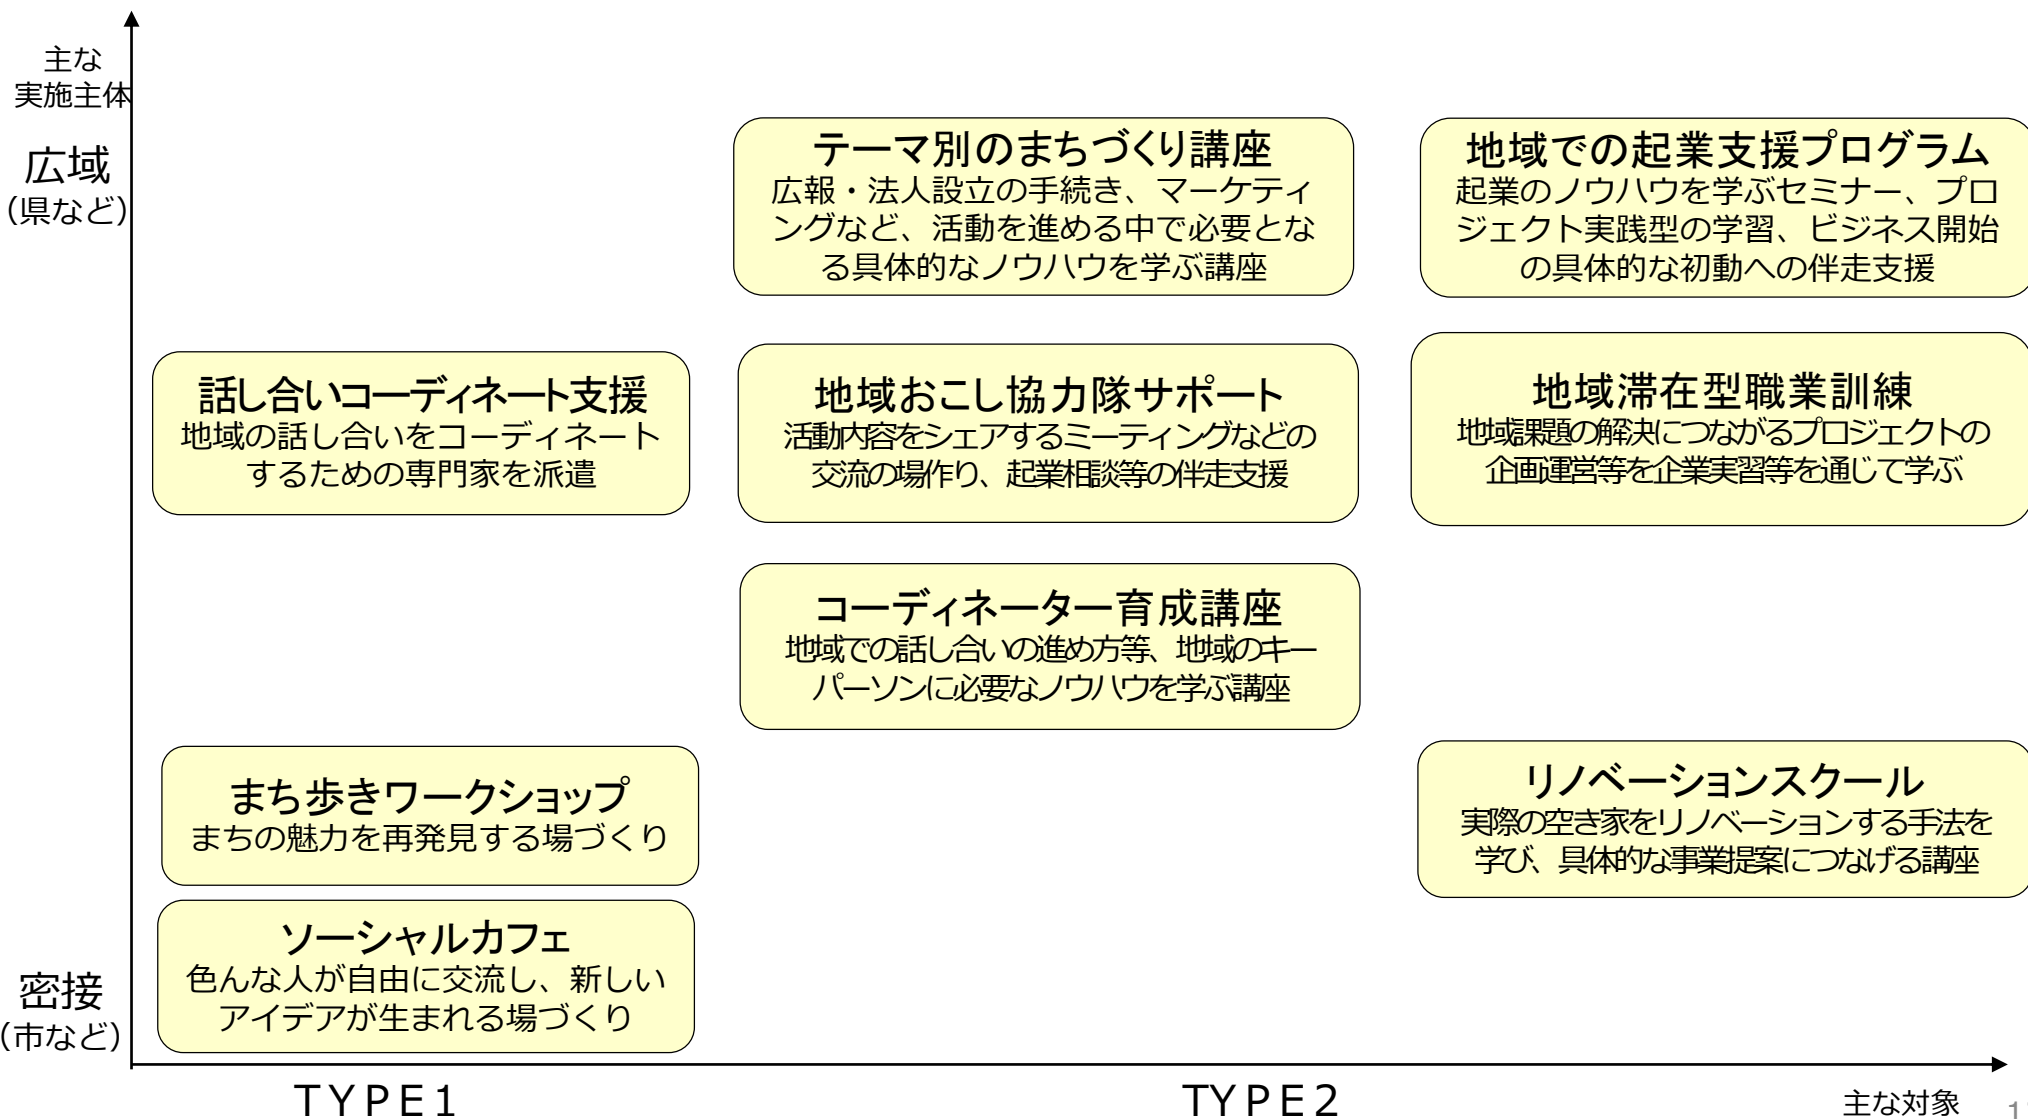 主な
実施主体
広域
(県など)
テーマ別のまちづくり講座
広報・法人設立の手続き、マーケティ
ングなど、活動を進める中で必要とな
る具体的なノウハウを学ぶ講座
地域での起業支援プログラム
起業のノウハウを学ぶセミナー、プロ
ジェクト実践型の学習、ビジネス開始
の具体的な初動への伴走支援
話し合いコーディネート支援
地域の話し合いをコーディネート
するための専門家を派遣
地域おこし協力隊サポート
活動内容をシェアするミーティングなどの
交流の場作り、起業相談等の伴走支援
地域滞在型職業訓練
地域課題の解決につながるプロジェクトの
企画運営等を企業実習等を通じて学ぶ
コーディネーター育成講座
地域での話し合いの進め方等、地域のキー
パーソンに必要なノウハウを学ぶ講座
まち歩きワークショップ
まちの魅力を再発見する場づくり
リノベーションスクール
実際の空き家をリノベーションする手法を
学び、具体的な事業提案につなげる講座
ソーシャルカフェ
色んな人が自由に交流し、新しい
アイデアが生まれる場づくり
密接
(市など)
TYPE1
TYPE2
主な対象